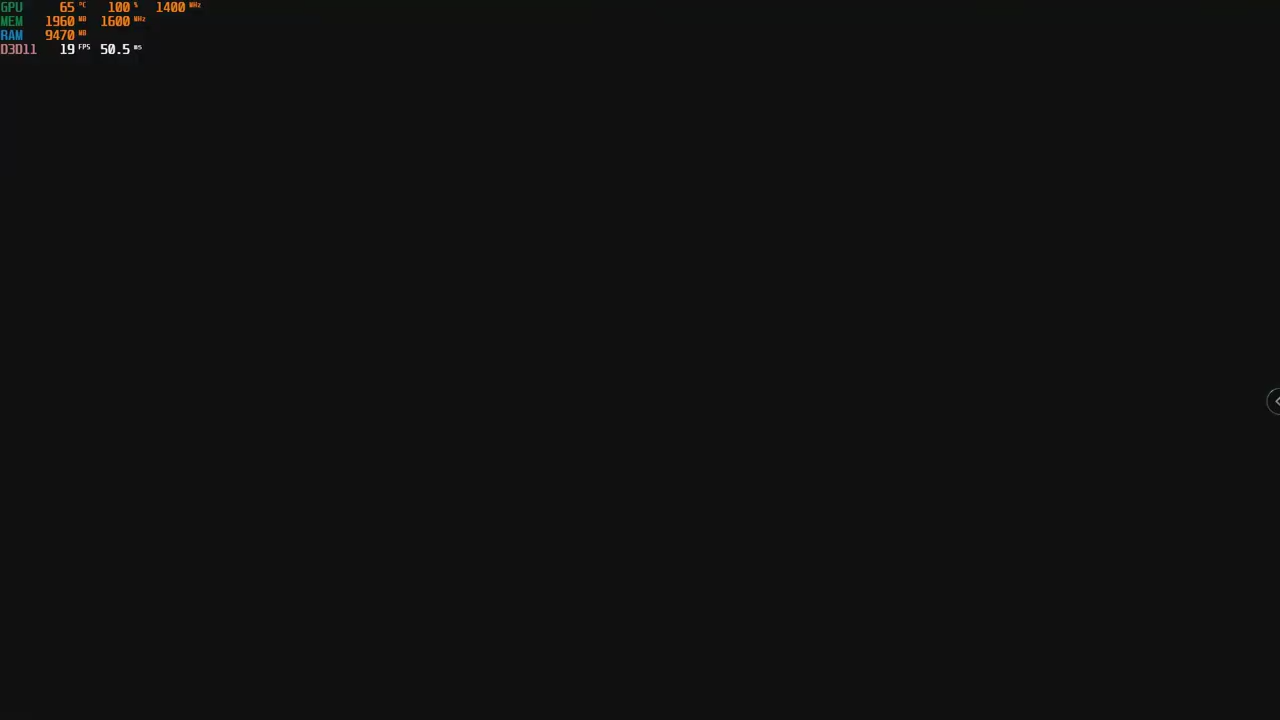 GPU 65 °C 100 % 1400 MHz
MEM 1960 MB 1600 MHz
RAM 9470 MB
D3D11 19 FPS 50.5 ms